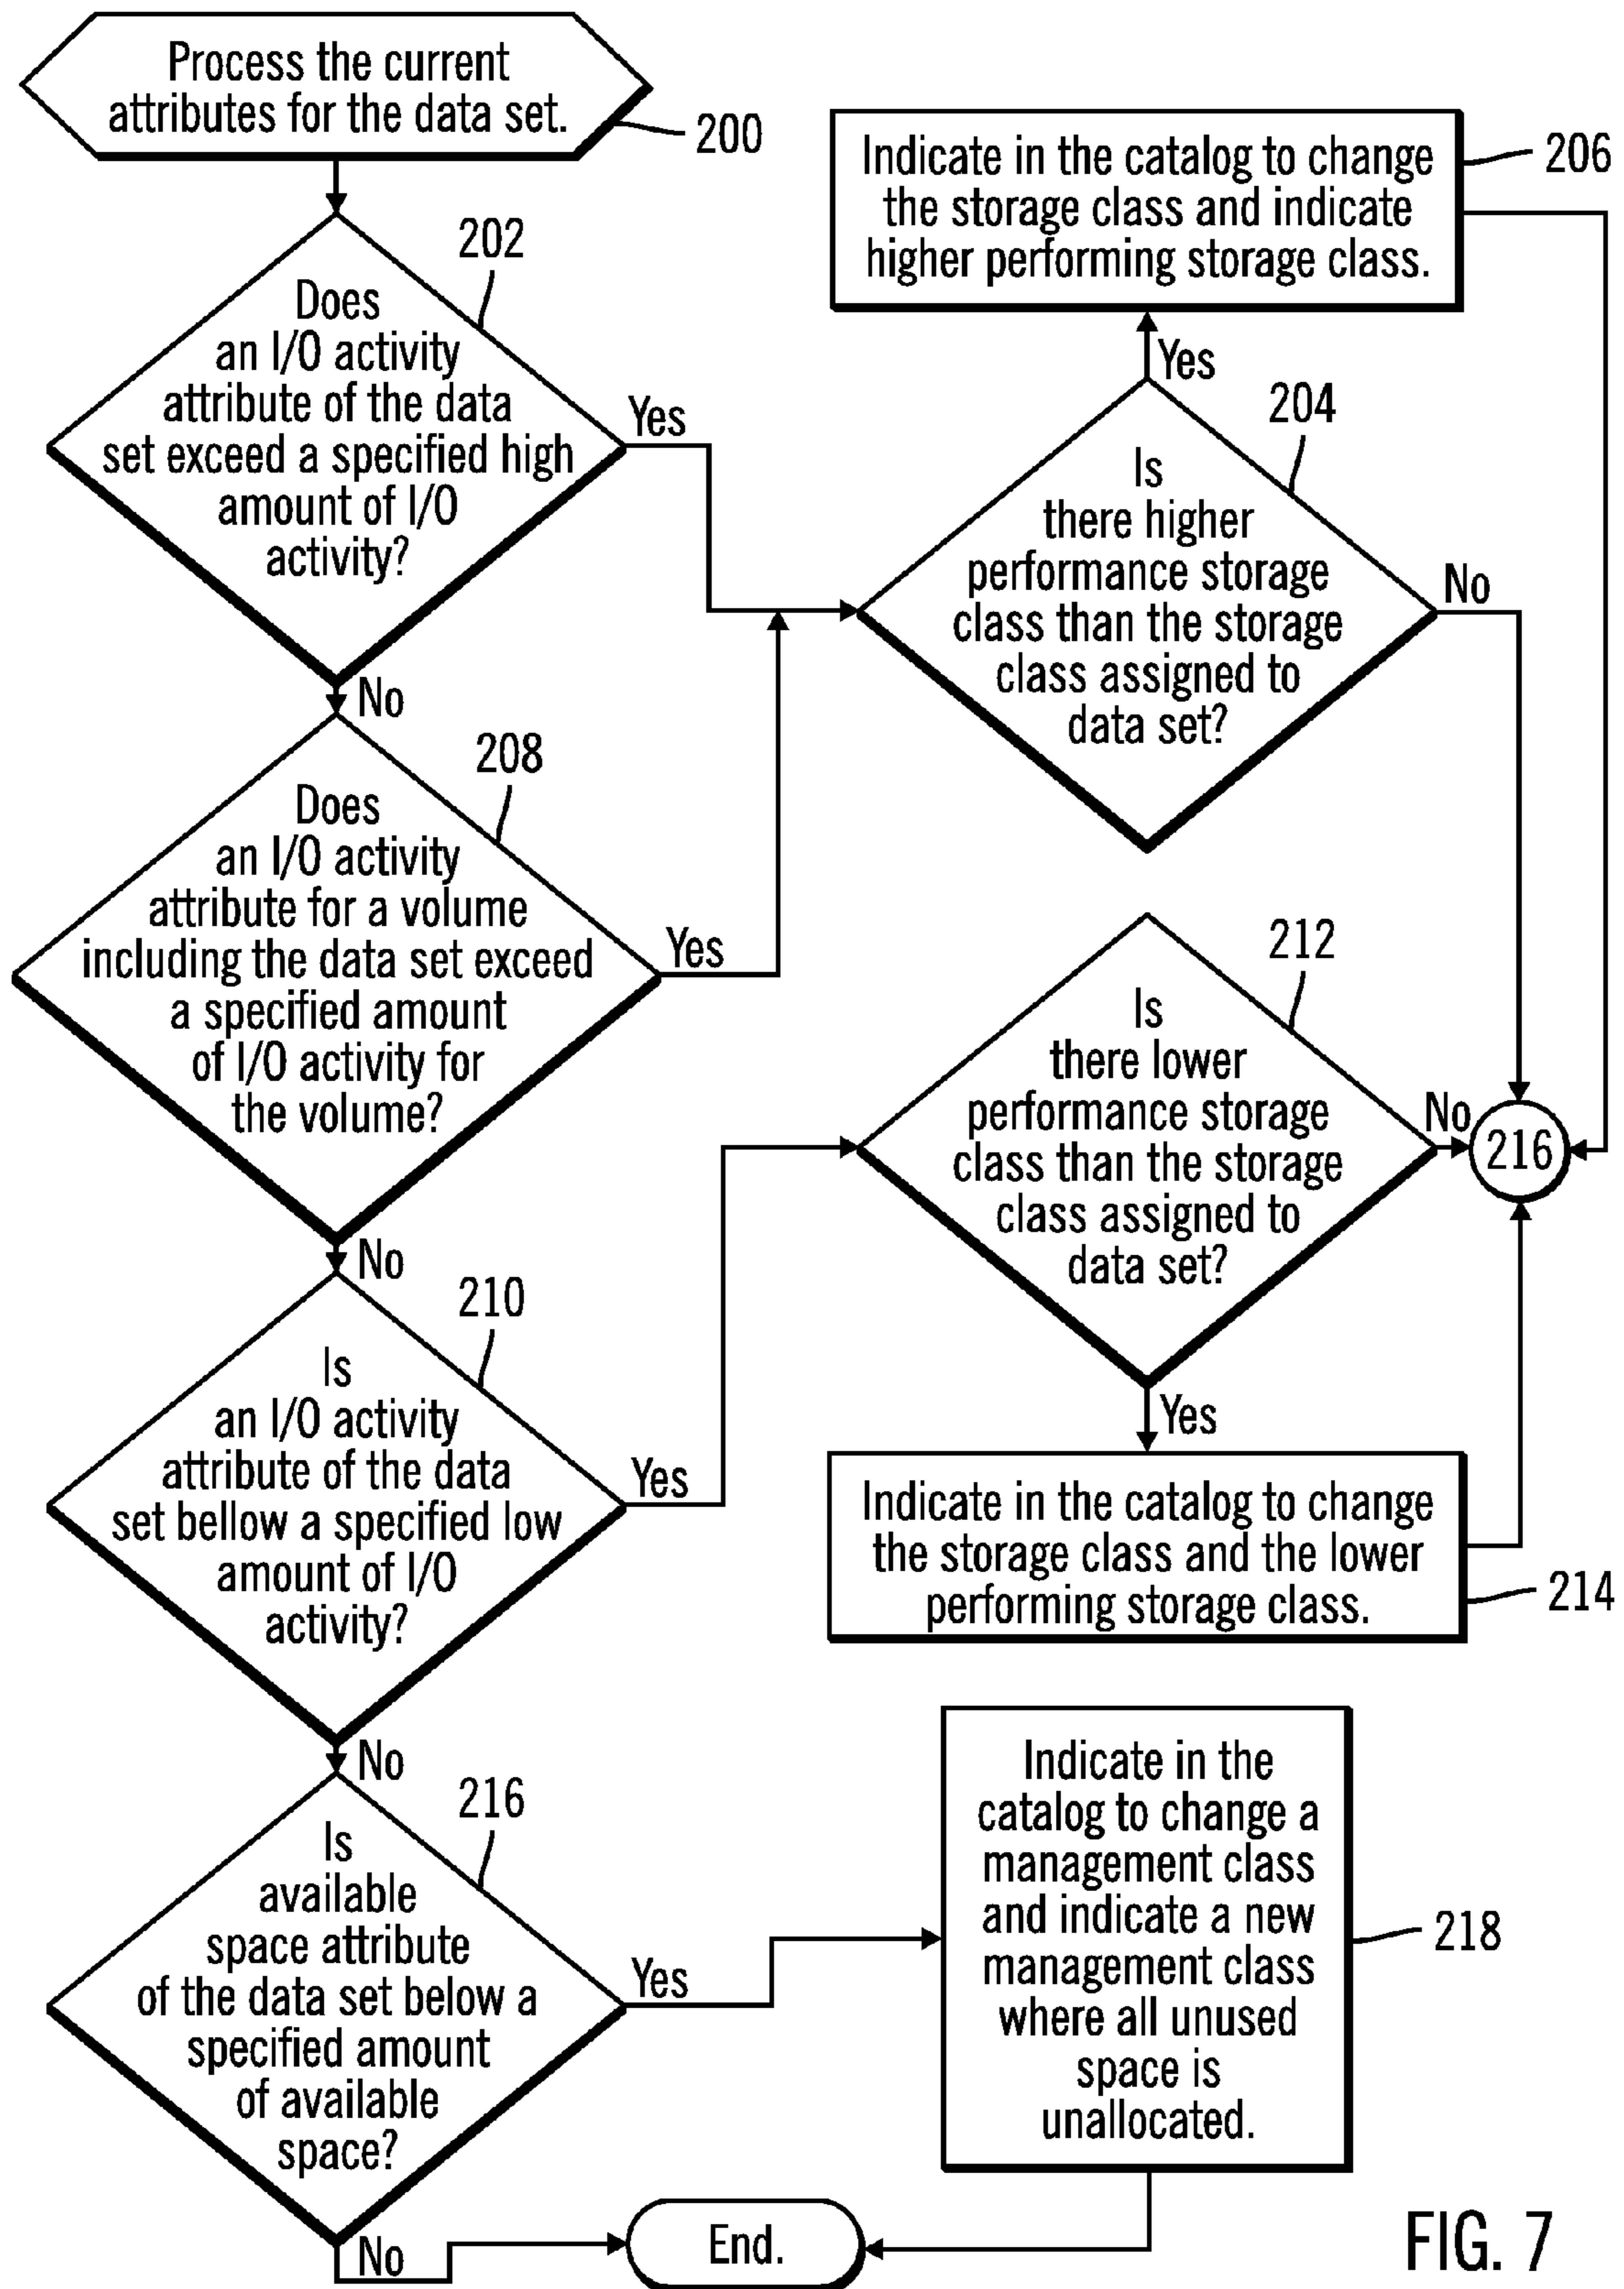 Process the current
attributes for the data set.
200
202
Does
an I/O activity
attribute of the data
set exceed a specified high
amount of I/O
activity?
Yes
No
206
Indicate in the catalog to change
the storage class and indicate
higher performing storage class.
Yes
204
Is
there higher
performance storage
class than the storage
class assigned to
data set?
No
208
Does
an I/O activity
attribute for a volume
including the data set exceed
a specified amount
of I/O activity for
the volume?
Yes
No
212
Is
there lower
performance storage
class than the storage
class assigned to
data set?
No
216
Yes
210
Is
an I/O activity
attribute of the data
set bellow a specified low
amount of I/O
activity?
Yes
No
Indicate in the catalog to change
the storage class and the lower
performing storage class.
214
216
Is
available
space attribute
of the data set below a
specified amount
of available
space?
Yes
No
Indicate in the
catalog to change a
management class
and indicate a new
management class
where all unused
space is
unallocated.
218
End.
FIG. 7